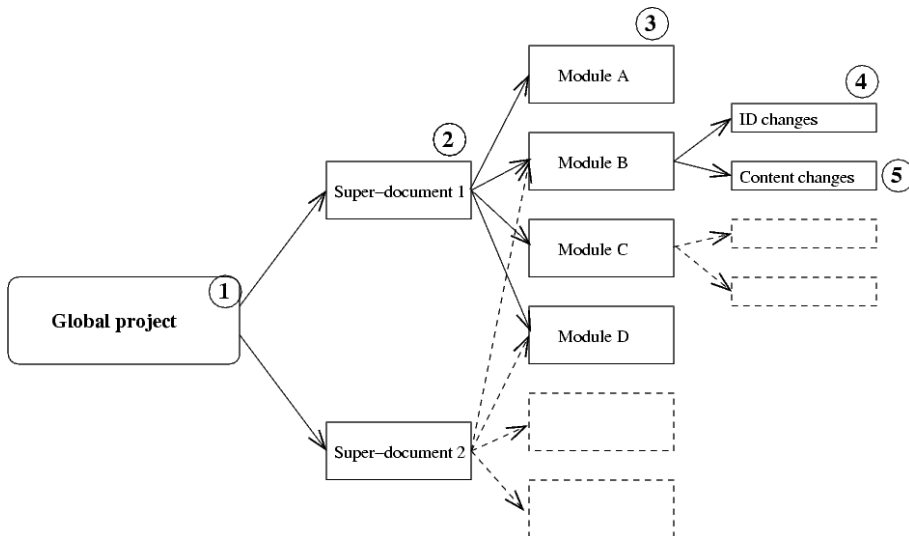 3
Module A
4
ID changes
2
Module B
Super–document 1
Content changes
5
Module C
1
Global project
Module D
Super–document 2